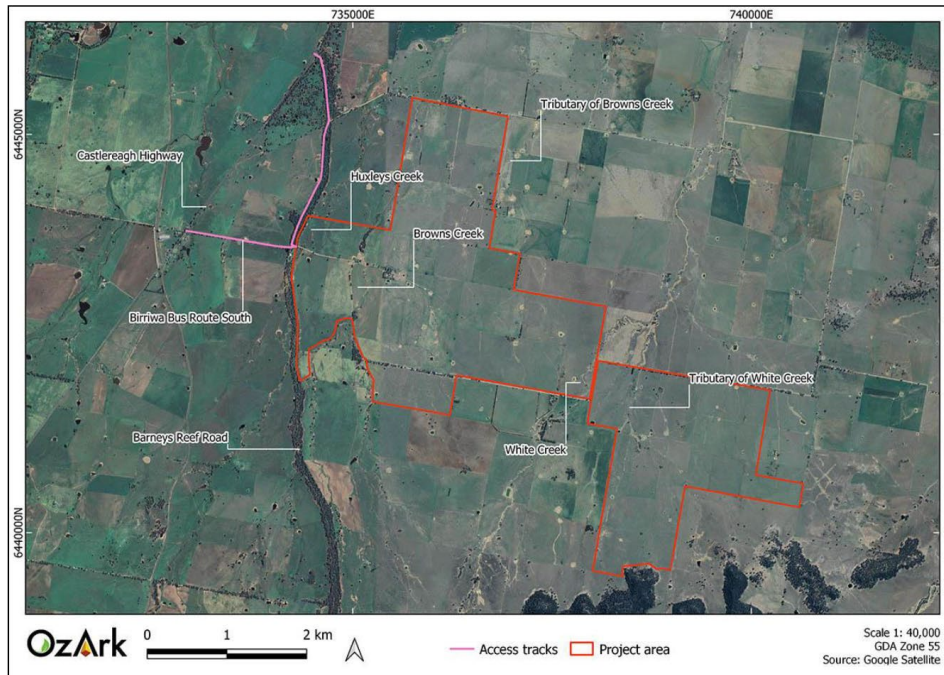 735000E
740000E
6445000N
Tributary of Browns Creek
Castlereagh Highway
Huxleys Creek
Browns Creek
Birriwa Bus Route South
Tributary of White Creek
Barneys Reef Road
White Creek
6440000N
OzArk
0 1 2 km
Access tracks
Project area
Scale 1: 40,000
GDA Zone 55
Source: Google Satellite